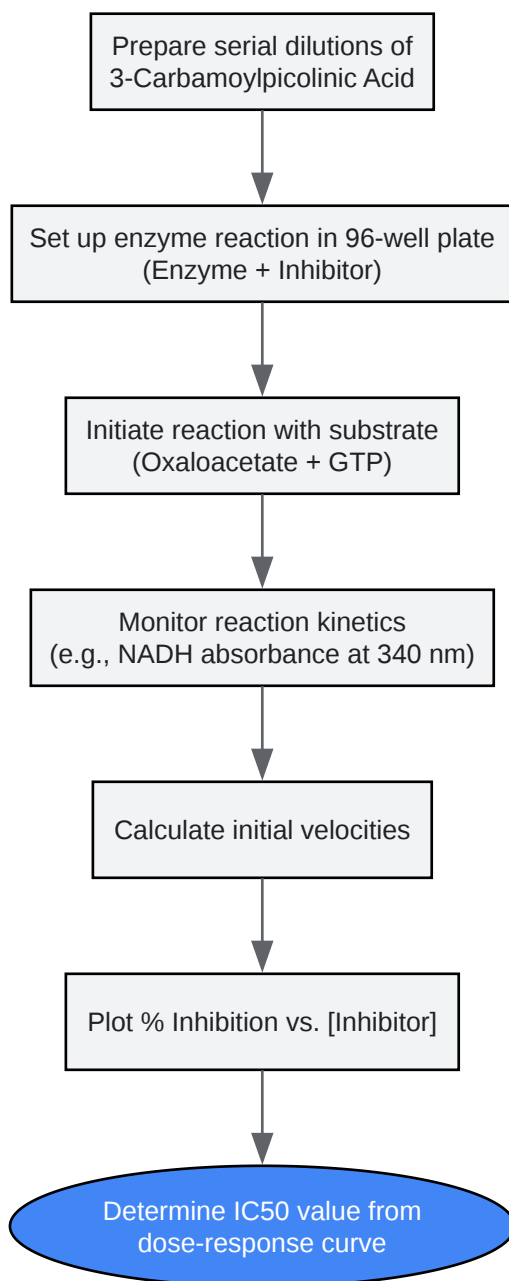 Prepare serial dilutions of
3-Carbamoylpicolinic Acid
Set up enzyme reaction in 96-well plate
(Enzyme + Inhibitor)
Initiate reaction with substrate
(Oxaloacetate + GTP)
Monitor reaction kinetics
(e.g., NADH absorbance at 340 nm)
Calculate initial velocities
Plot % Inhibition vs. [Inhibitor]
Determine IC50 value from
dose-response curve